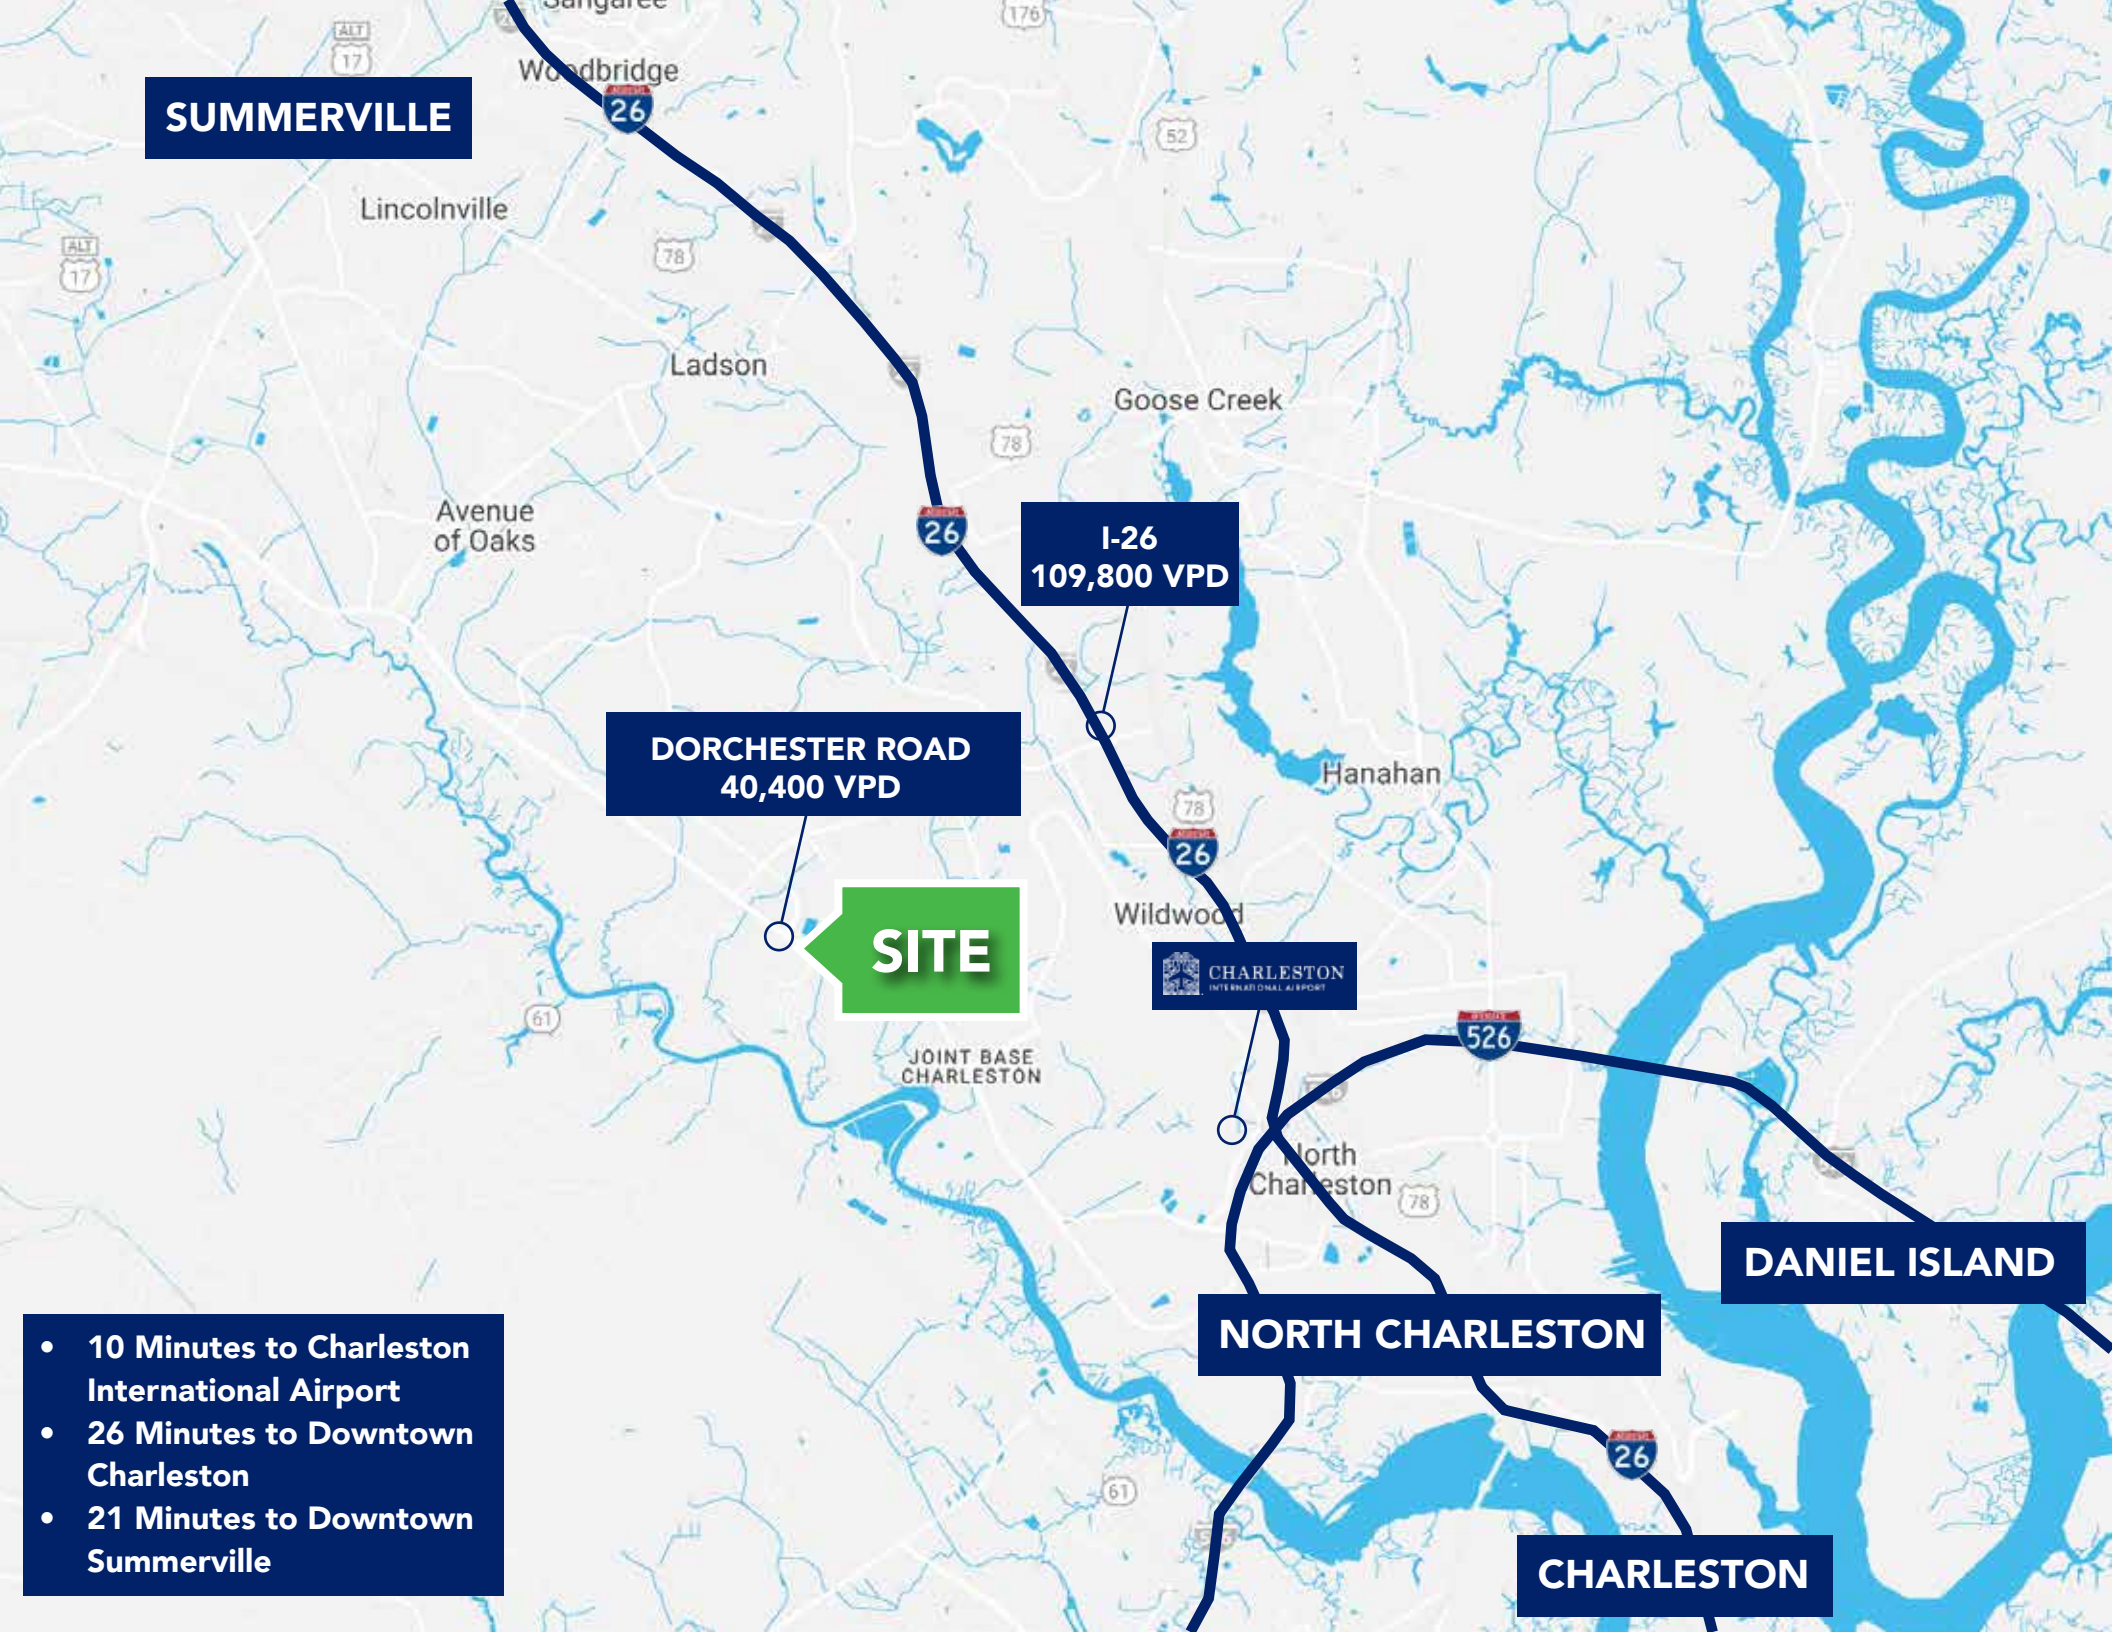 Sangaree
176
ALT
17
Woodbridge
26
SUMMERVILLE
52
Lincolnville
ALT
17
78
Ladson
Goose Creek
78
Avenue
of Oaks
26
I-26
109,800 VPD
DORCHESTER ROAD
40,400 VPD
Hanahan
78
26
Wildwood
SITE
CHARLESTON
INTERNATIONAL AIRPORT
61
526
JOINT BASE
CHARLESTON
North
Charleston
78
DANIEL ISLAND
NORTH CHARLESTON
• 10 Minutes to Charleston
International Airport
• 26 Minutes to Downtown
Charleston
• 21 Minutes to Downtown
Summerville
26
61
CHARLESTON